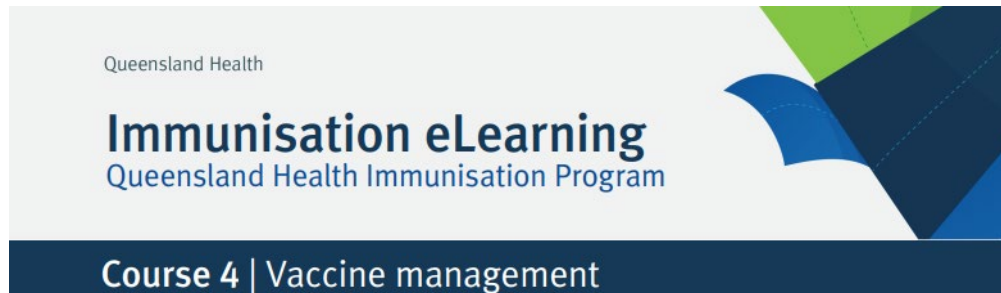 Queensland Health
Immunisation eLearning
Queensland Health Immunisation Program
Course 4 | Vaccine management